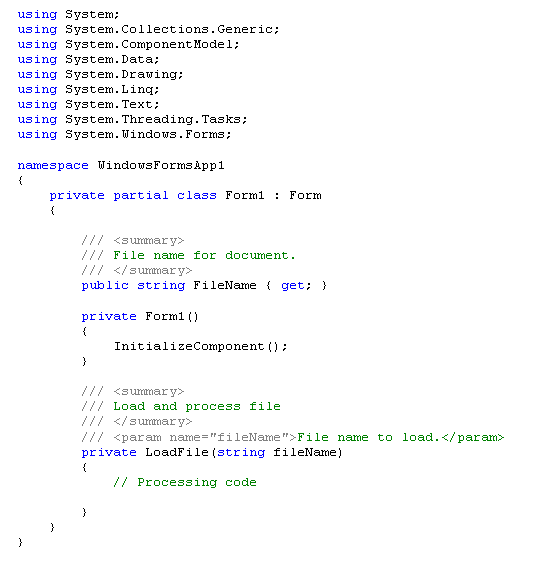 using System;
using System.Collections.Generic;
using System.ComponentModel;
using System.Data;
using System.Drawing;
using System.Linq;
using System.Text;
using System.Threading.Tasks;
using System.Windows.Forms;

namespace WindowsFormsApp1
{
    private partial class Form1 : Form
    {

        /// <summary>
        /// File name for document.
        /// </summary>
        public string FileName { get; }

        private Form1()
        {
            InitializeComponent();
        }

        /// <summary>
        /// Load and process file
        /// </summary>
        /// <param name="fileName">File name to load.</param>
        private LoadFile(string fileName)
        {
            // Processing code

        }
    }
}